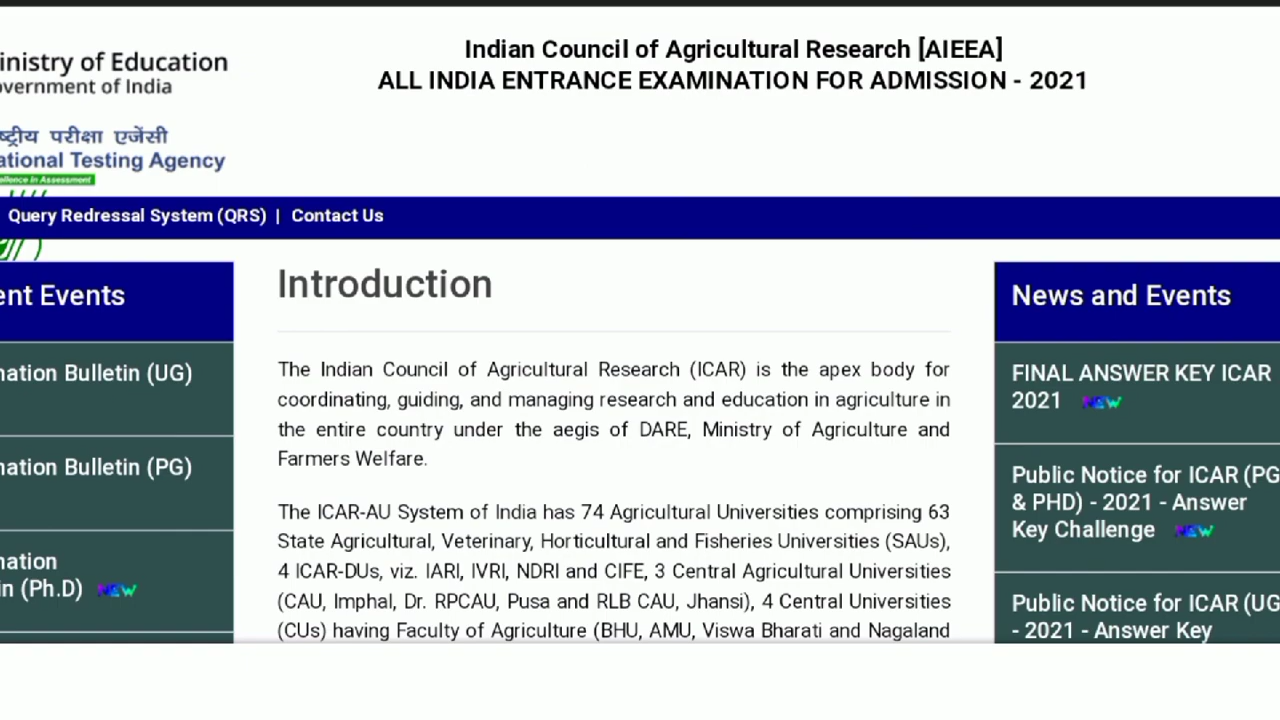 Indian Council of Agricultural Research [AIEEA]
ALL INDIA ENTRANCE EXAMINATION FOR ADMISSION - 2021
inistry of Education
vernment of India
ष्ट्रीय परीक्षा एजेंसी
ational Testing Agency
ellence in Assessment
Query Redressal System (QRS) | Contact Us
ent Events
nation Bulletin (UG)
nation Bulletin (PG)
nation
in (Ph.D) NEW
Introduction
The Indian Council of Agricultural Research (ICAR) is the apex body for
coordinating, guiding, and managing research and education in agriculture in
the entire country under the aegis of DARE, Ministry of Agriculture and
Farmers Welfare.
The ICAR-AU System of India has 74 Agricultural Universities comprising 63
State Agricultural, Veterinary, Horticultural and Fisheries Universities (SAUs),
4 ICAR-DUs, viz. IARI, IVRI, NDRI and CIFE, 3 Central Agricultural Universities
(CAU, Imphal, Dr. RPCAU, Pusa and RLB CAU, Jhansi), 4 Central Universities
(CUs) having Faculty of Agriculture (BHU, AMU, Viswa Bharati and Nagaland
News and Events
FINAL ANSWER KEY ICAR
2021 NEW
Public Notice for ICAR (PG
& PHD) - 2021 - Answer
Key Challenge NEW
Public Notice for ICAR (UG
- 2021 - Answer Key